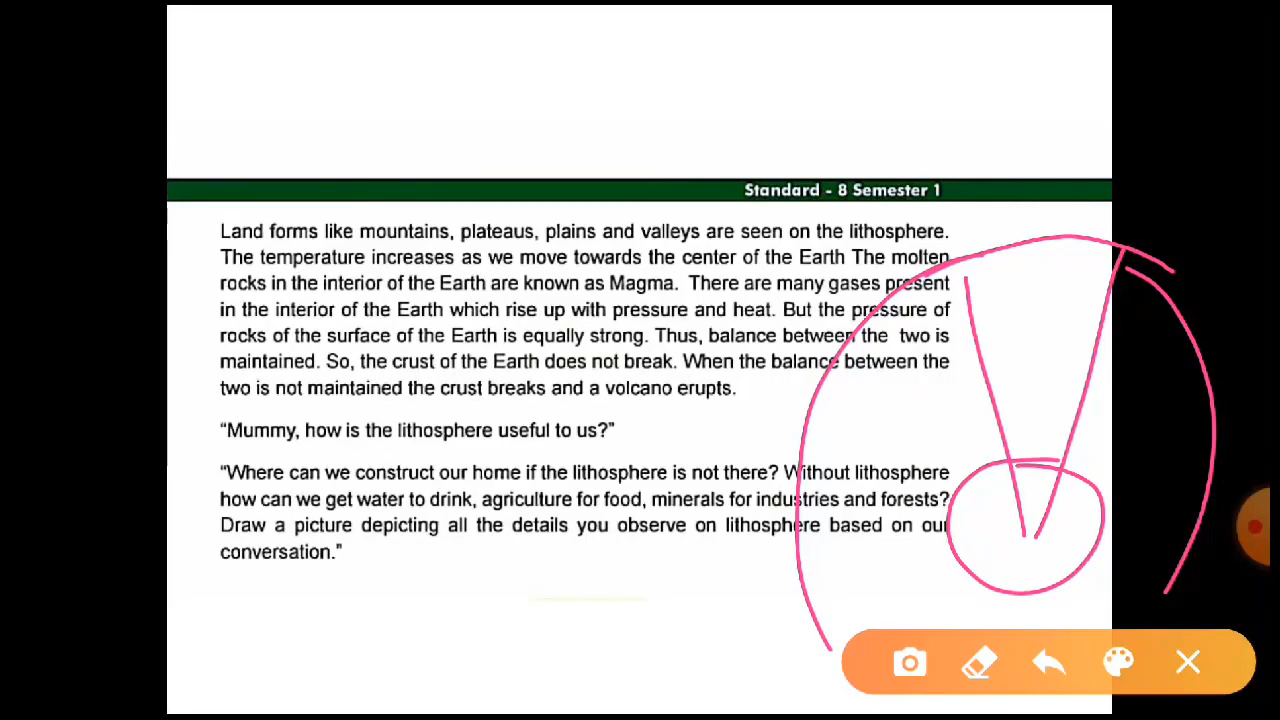 Standard - 8 Semester 1
Land forms like mountains, plateaus, plains and valleys are seen on the lithosphere.
The temperature increases as we move towards the center of the Earth The molten
rocks in the interior of the Earth are known as Magma. There are many gases present
in the interior of the Earth which rise up with pressure and heat. But the pressure of
rocks of the surface of the Earth is equally strong. Thus, balance between the two is
maintained. So, the crust of the Earth does not break. When the balance between the
two is not maintained the crust breaks and a volcano erupts.
“Mummy, how is the lithosphere useful to us?”
“Where can we construct our home if the lithosphere is not there? Without lithosphere
how can we get water to drink, agriculture for food, minerals for industries and forests?
Draw a picture depicting all the details you observe on lithosphere based on our
conversation.”